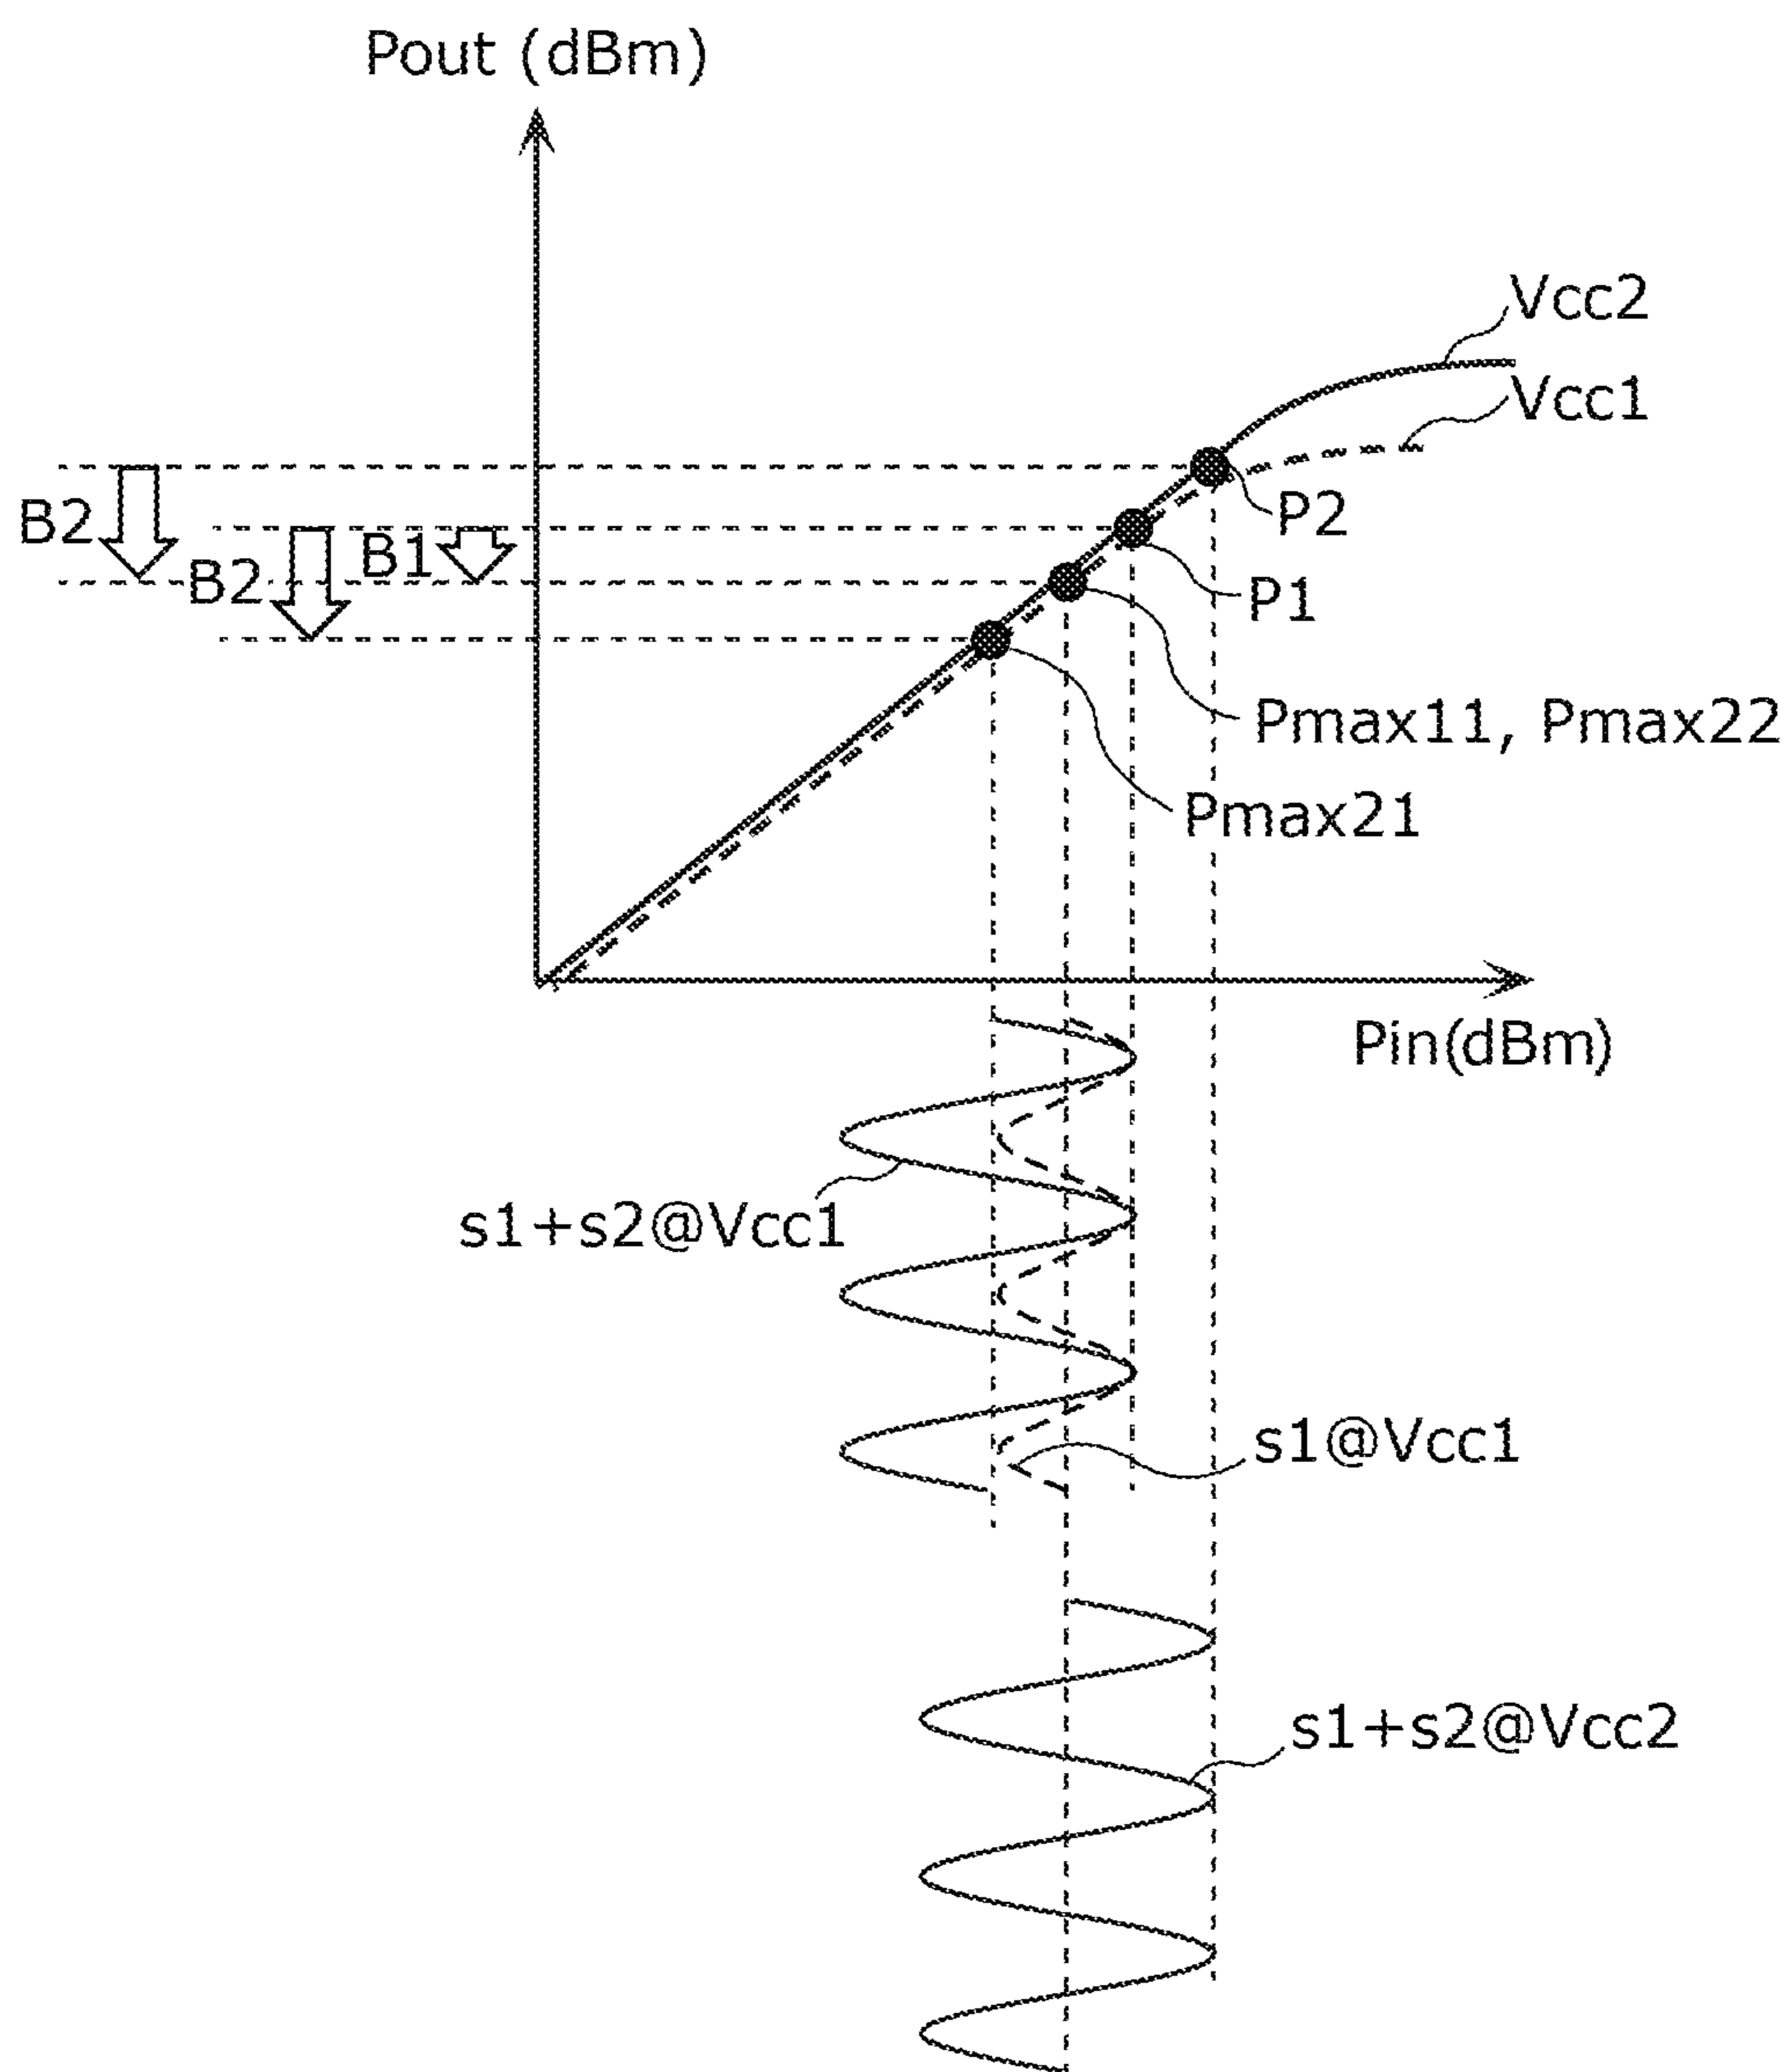 Pout (dBm)
Vcc2
Vcc1
B2
B2
B1
P2
P1
Pmax11, Pmax22
Pmax21
Pin(dBm)
s1+s2@Vcc1
s1@Vcc1
s1+s2@Vcc2